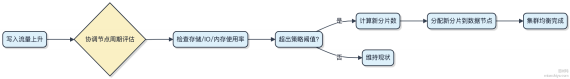 写入流量上升
协调节点周期评估
检查存储/IO/内存使用率
超出策略阈值?
是
计算新分片数
分配新分片到数据节点
集群均衡完成
否
维持现状